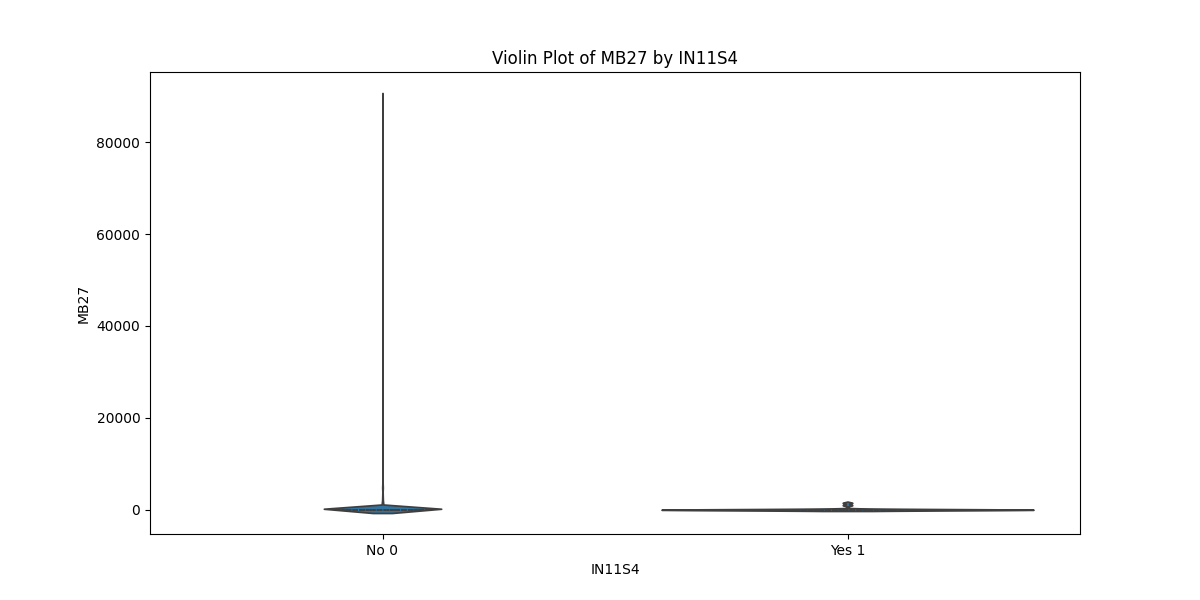 Violin Plot of MB27 by IN11S4
MB27
80000
60000
40000
20000
0
No 0
Yes 1
IN11S4